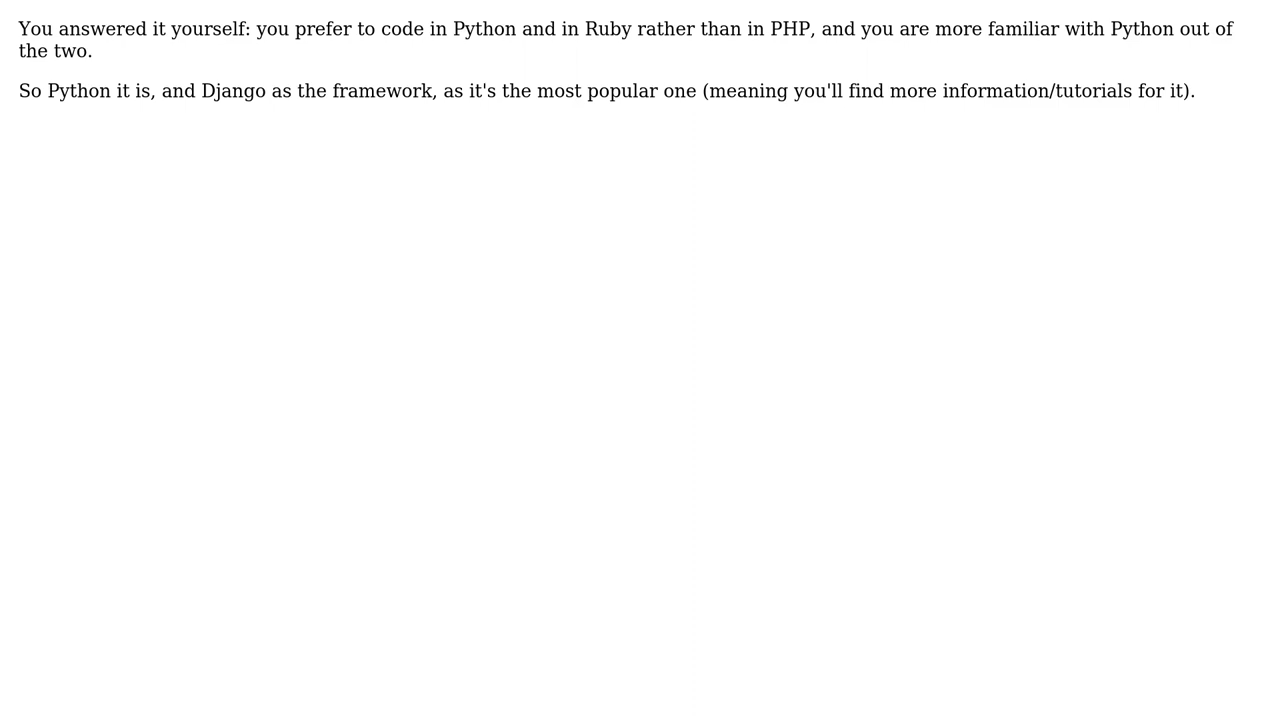 You answered it yourself: you prefer to code in Python and in Ruby rather than in PHP, and you are more familiar with Python out of
the two.
So Python it is, and Django as the framework, as it's the most popular one (meaning you'll find more information/tutorials for it).